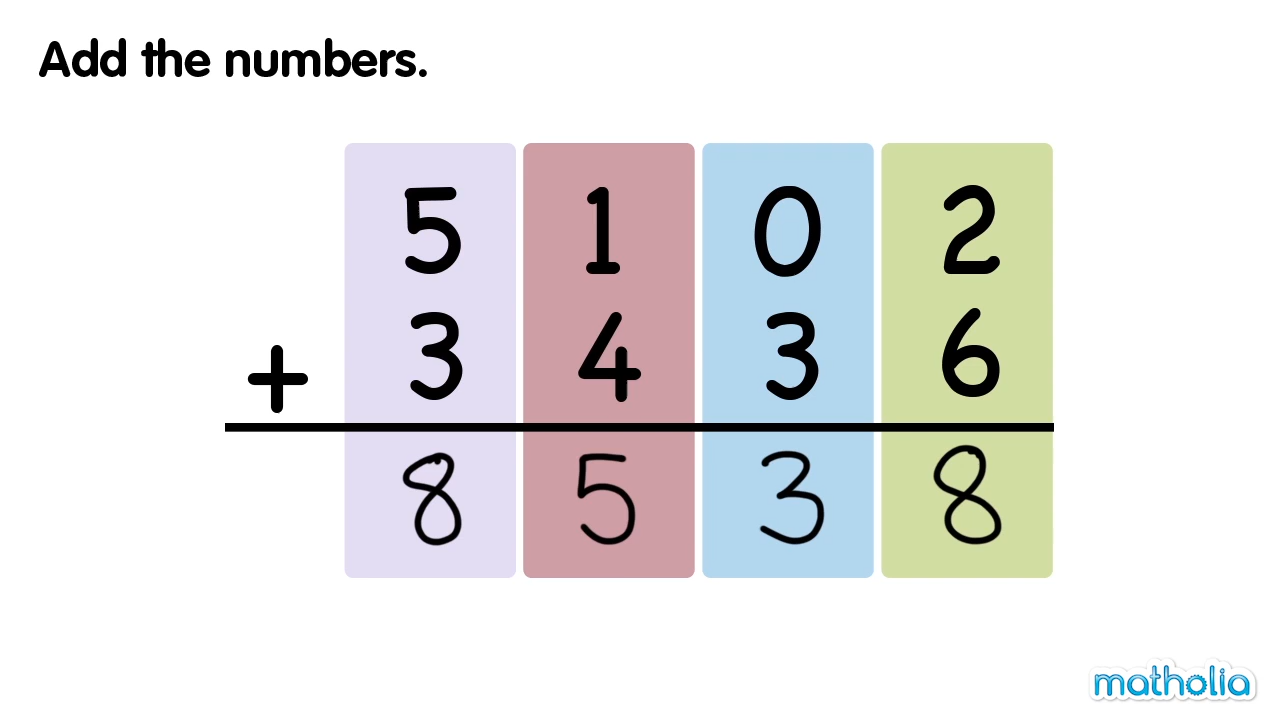 Add the numbers.
5 1 0 2
+ 3 4 3 6
8 5 3 8
matholia